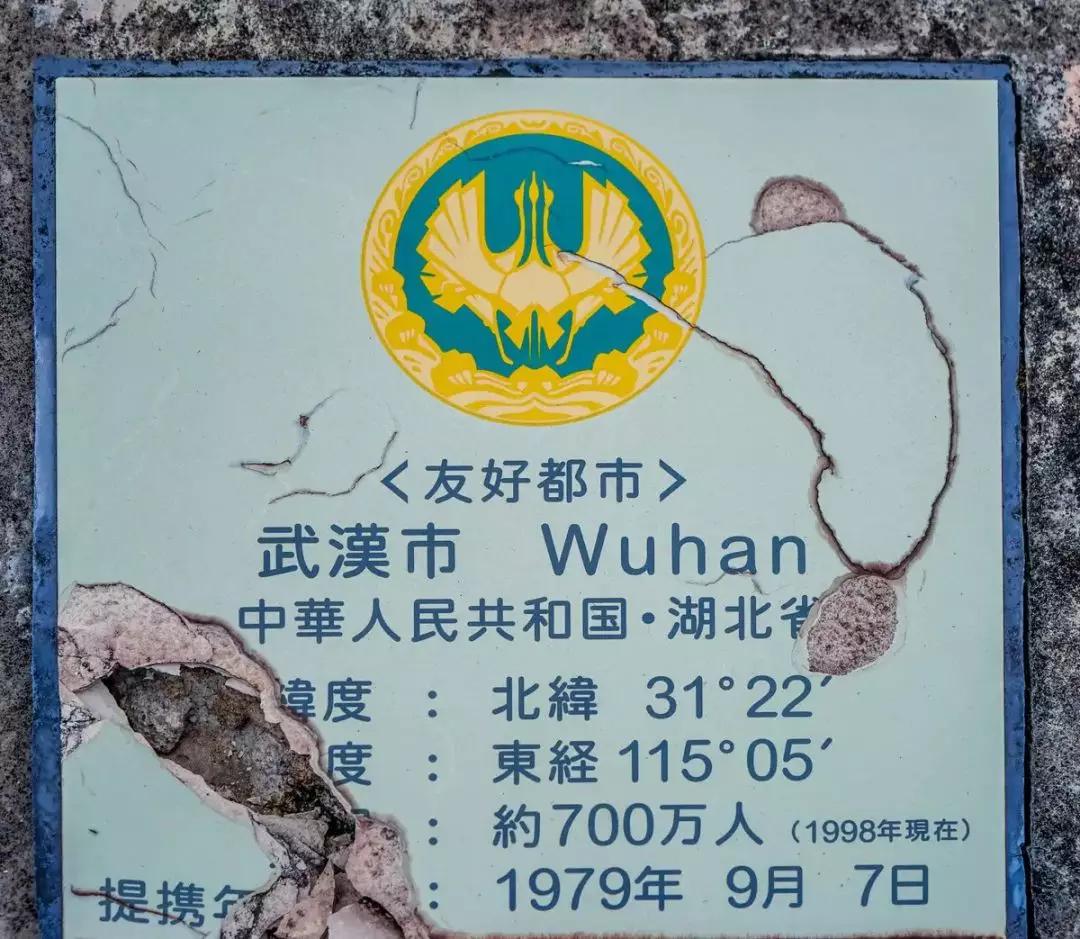 <友好都市>
武漢市 Wuhan
中華人民共和国・湖北省
緯度 : 北緯 31°22′
度 : 東経 115°05′
: 約700万人 (1998年現在)
提携年 : 1979年 9月 7日